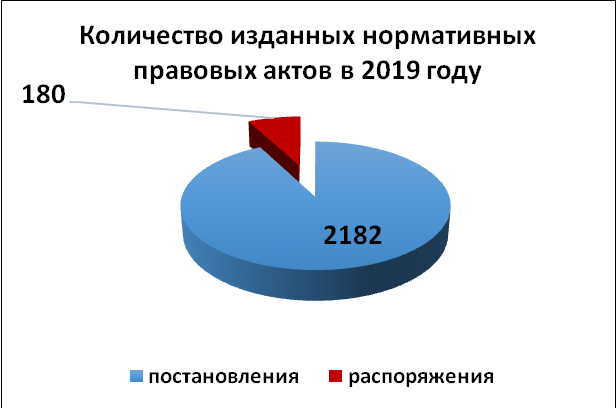 Количество изданных нормативных
правовых актов в 2019 году
180
2182
постановления распоряжения